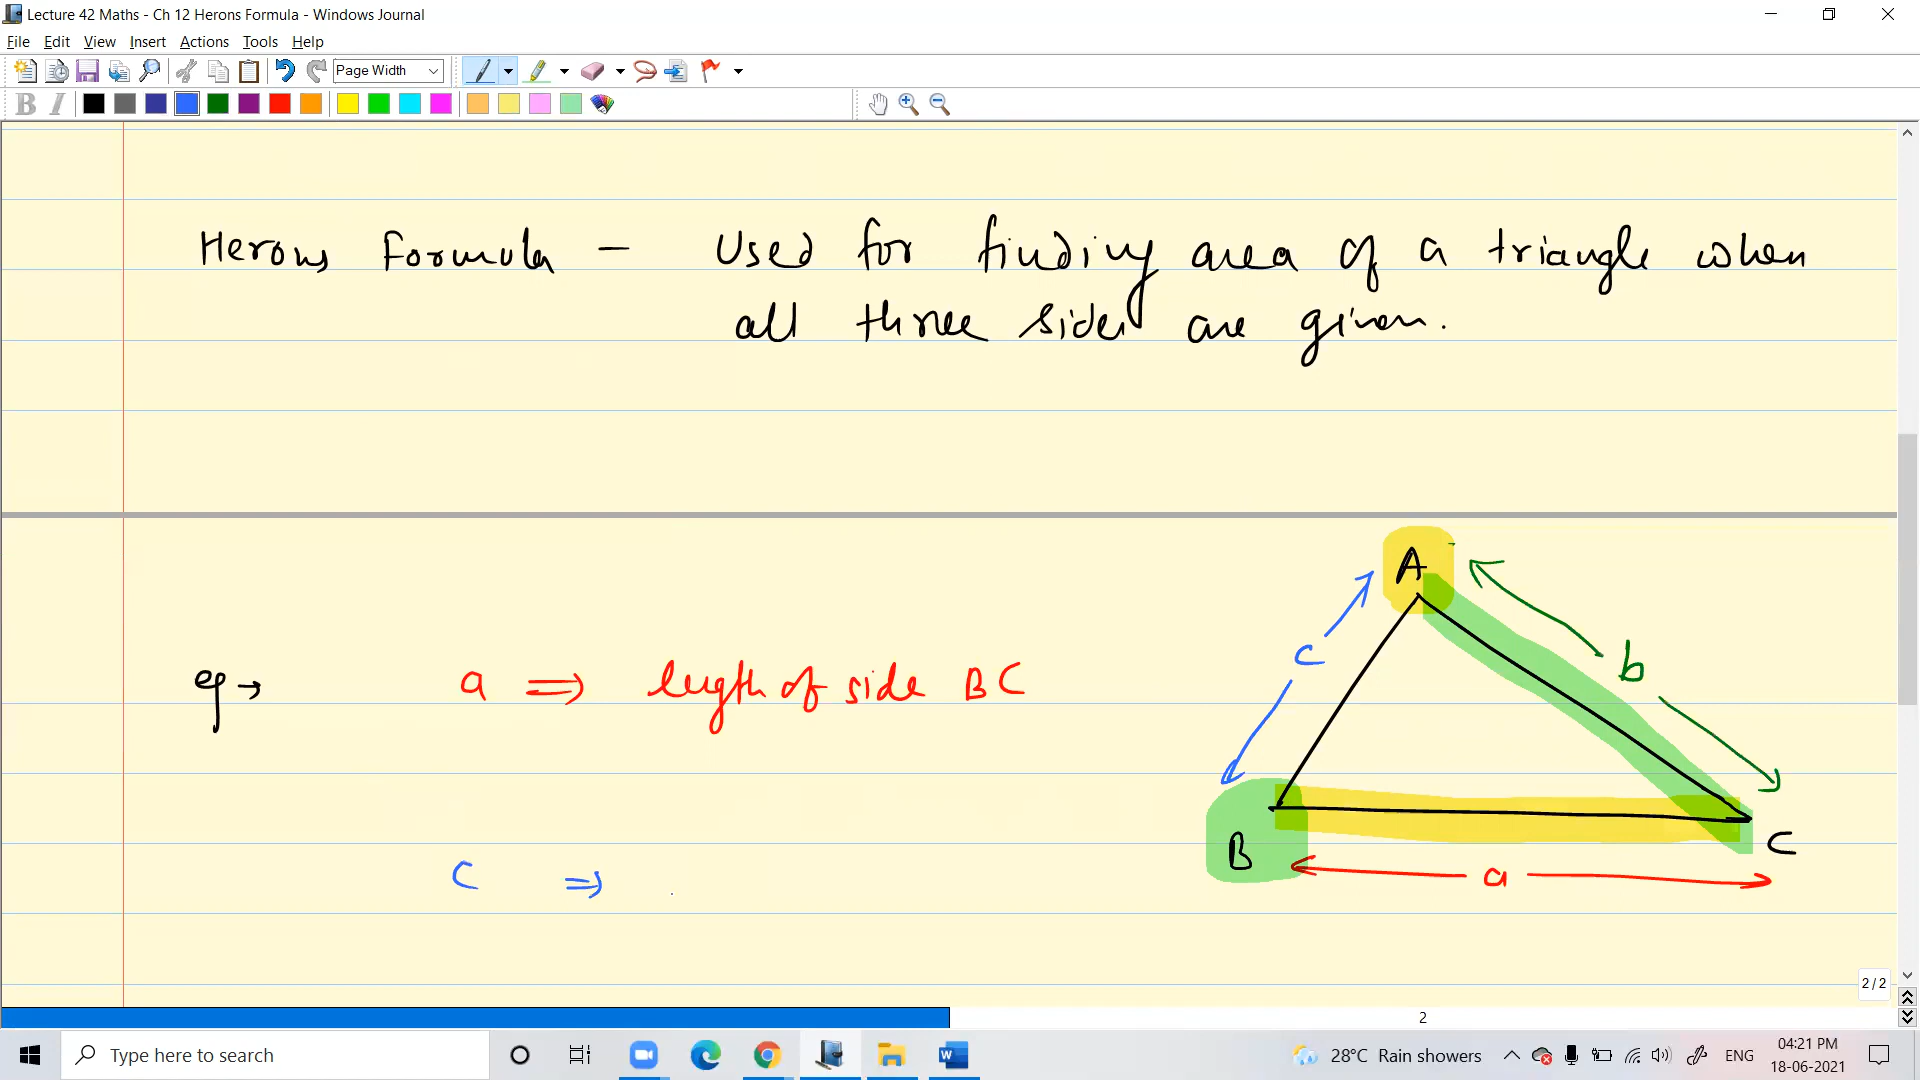 Lecture 42 Maths - Ch 12 Herons Formula - Windows Journal
File Edit View Insert Actions Tools Help
Page Width
B I
Herons Formula - Used for finding area of a triangle when
all three sides are given.
A
c
b
eg → a ⇒ length of side BC
B
C
a
c ⇒
2 / 2
2
Type here to search
28°C Rain showers
ENG
04:21 PM
18-06-2021